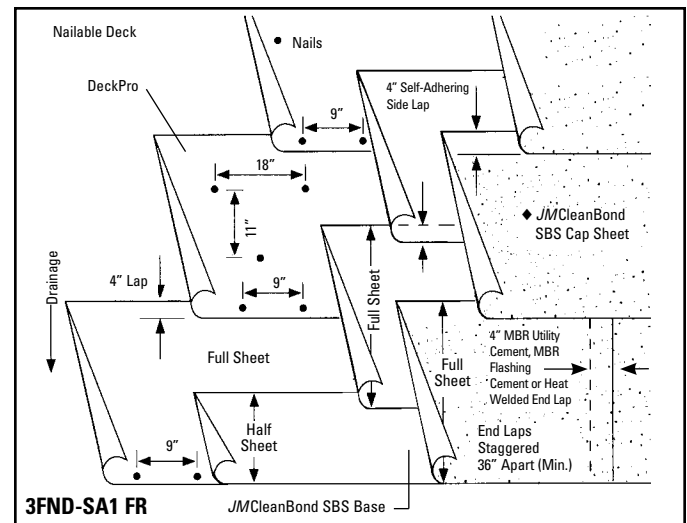 Nailable Deck
Nails
DeckPro
4” Self-Adhering
Side Lap
9”
18”
11”
♦ JMCleanBond
SBS Cap Sheet
Drainage
4” Lap
9”
Full Sheet
Full Sheet
Full
Sheet
4” MBR Utility
Cement, MBR
Flashing
Cement or Heat
Welded End Lap
Half
Sheet
9”
End Laps
Staggered
36” Apart (Min.)
3FND-SA1 FR
JMCleanBond SBS Base